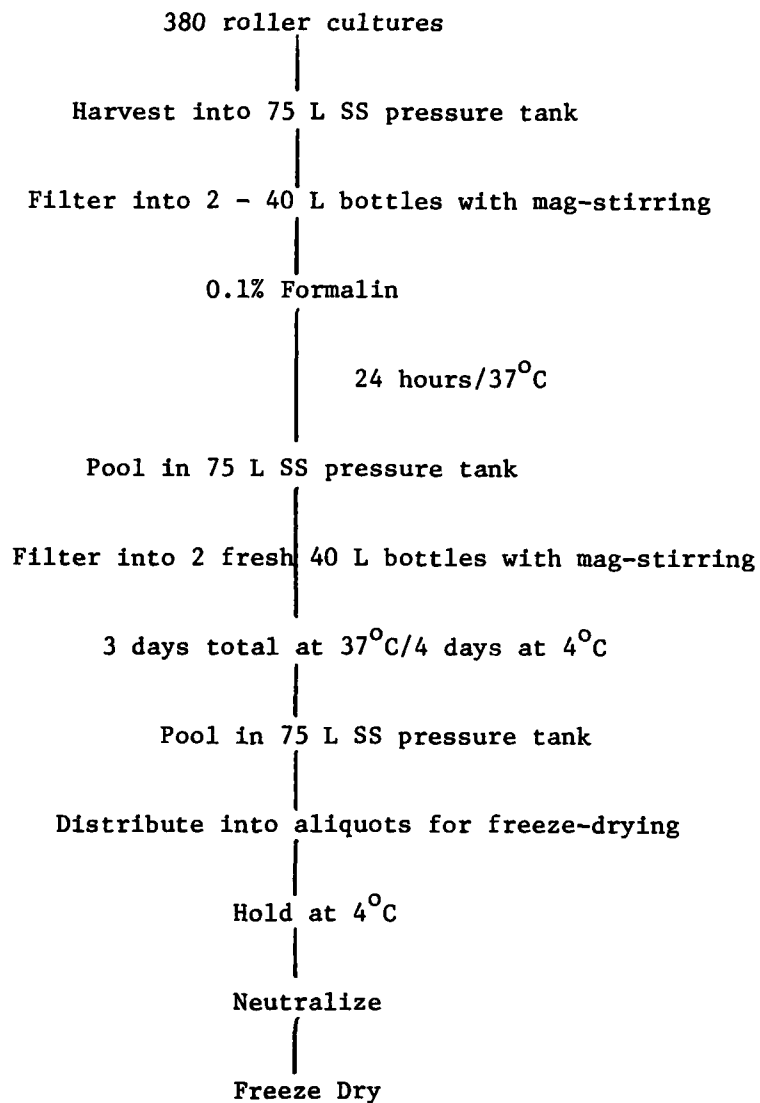 380 roller cultures
Harvest into 75 L SS pressure tank
Filter into 2 - 40 L bottles with mag-stirring
0.1% Formalin
24 hours/37°C
Pool in 75 L SS pressure tank
Filter into 2 fresh 40 L bottles with mag-stirring
3 days total at 37°C/4 days at 4°C
Pool in 75 L SS pressure tank
Distribute into aliquots for freeze-drying
Hold at 4°C
Neutralize
Freeze Dry